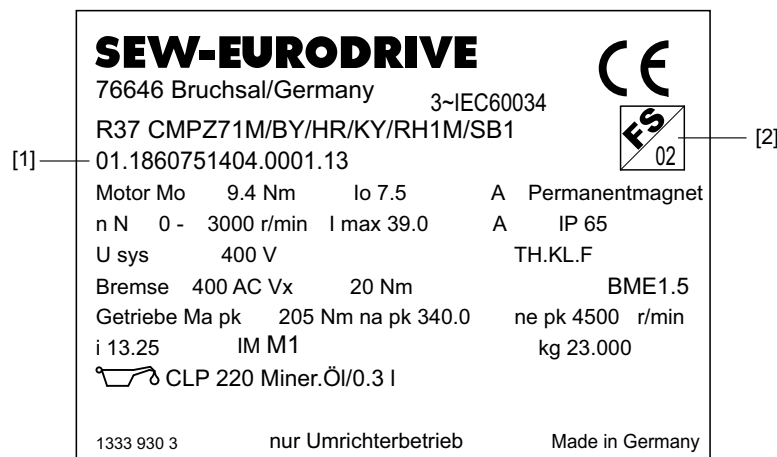 SEW-EURODRIVE CE
76646 Bruchsal/Germany 3~IEC60034
R37 CMPZ71M/BY/HR/KY/RH1M/SB1 FS 02 [2]
[1] 01.1860751404.0001.13
Motor Mo 9.4 Nm Io 7.5 A Permanentmagnet
n N 0 - 3000 r/min I max 39.0 A IP 65
U sys 400 V TH.KL.F
Bremse 400 AC Vx 20 Nm BME1.5
Getriebe Ma pk 205 Nm na pk 340.0 ne pk 4500 r/min
i 13.25 IM M1 kg 23.000
CLP 220 Miner.Öl/0.3 l
1333 930 3 nur Umrichterbetrieb Made in Germany